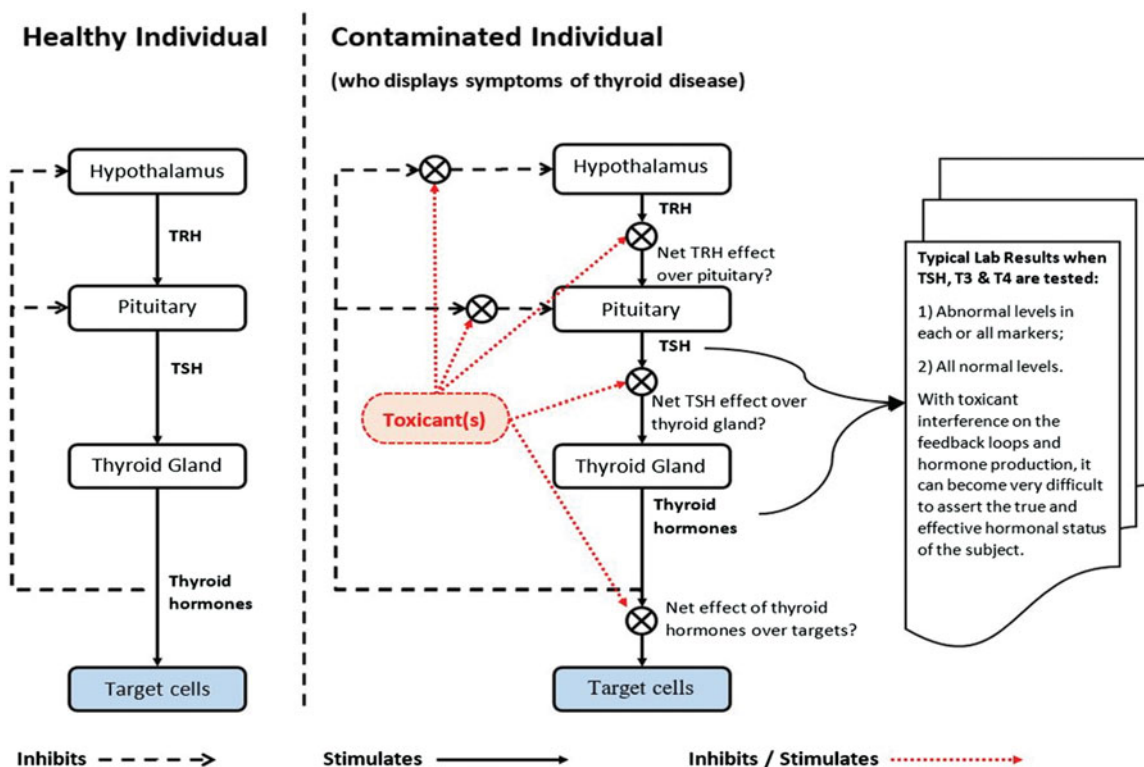 Healthy Individual
Hypothalamus
TRH
Pituitary
TSH
Thyroid Gland
Thyroid
hormones
Target cells
Contaminated Individual
(who displays symptoms of thyroid disease)
Hypothalamus
TRH
Net TRH effect
over pituitary?
Pituitary
TSH
Toxicant(s)
Net TSH effect over
thyroid gland?
Thyroid Gland
Thyroid
hormones
Net effect of thyroid
hormones over targets?
Target cells
Typical Lab Results when
TSH, T3 & T4 are tested:
1) Abnormal levels in
each or all markers;
2) All normal levels.
With toxicant
interference on the
feedback loops and
hormone production, it
can become very difficult
to assert the true and
effective hormonal status
of the subject.
Inhibits
Stimulates
Inhibits / Stimulates